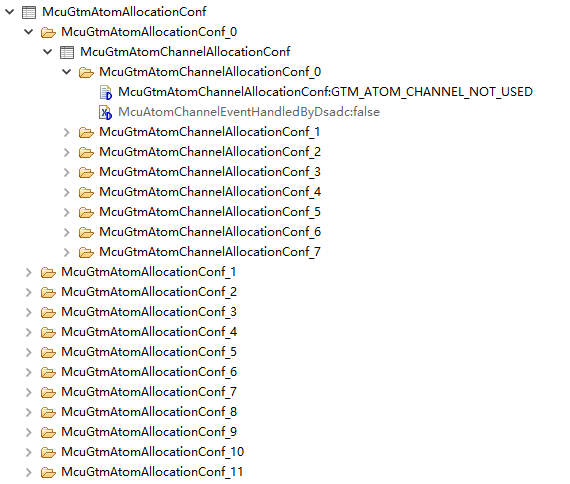 McuGtmAtomAllocationConf
McuGtmAtomAllocationConf_0
McuGtmAtomChannelAllocationConf
McuGtmAtomChannelAllocationConf_0
McuGtmAtomChannelAllocationConf:GTM_ATOM_CHANNEL_NOT_USED
McuAtomChannelEventHandledByDsadc:false
McuGtmAtomChannelAllocationConf_1
McuGtmAtomChannelAllocationConf_2
McuGtmAtomChannelAllocationConf_3
McuGtmAtomChannelAllocationConf_4
McuGtmAtomChannelAllocationConf_5
McuGtmAtomChannelAllocationConf_6
McuGtmAtomChannelAllocationConf_7
McuGtmAtomAllocationConf_1
McuGtmAtomAllocationConf_2
McuGtmAtomAllocationConf_3
McuGtmAtomAllocationConf_4
McuGtmAtomAllocationConf_5
McuGtmAtomAllocationConf_6
McuGtmAtomAllocationConf_7
McuGtmAtomAllocationConf_8
McuGtmAtomAllocationConf_9
McuGtmAtomAllocationConf_10
McuGtmAtomAllocationConf_11